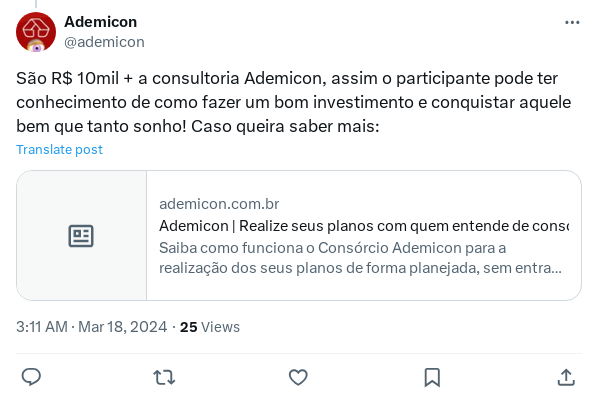 Ademicon
@ademicon
São R$ 10mil + a consultoria Ademicon, assim o participante pode ter
conhecimento de como fazer um bom investimento e conquistar aquele
bem que tanto sonho! Caso queira saber mais:
Translate post
ademicon.com.br
Ademicon | Realize seus planos com quem entende de
Saiba como funciona o Consórcio Ademicon para a
realização dos seus planos de forma planejada, sem entra…
3:11 AM · Mar 18, 2024 · 25 Views